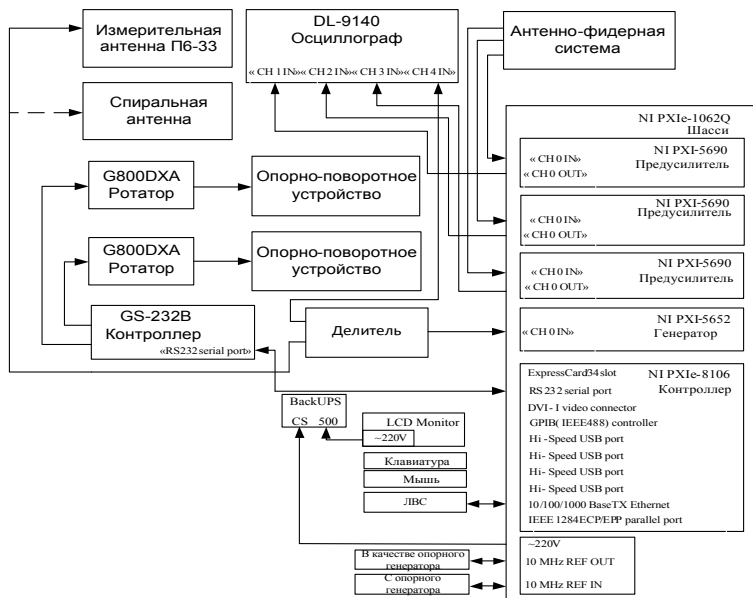 Измерительная
антенна П6-33
Спиральная
антенна
DL-9140
Осциллограф
« CH 1 IN» « CH 2 IN» « CH 3 IN» « CH 4 IN»
Антенно-фидерная
система
G800DXA
Ротатор
Опорно-поворотное
устройство
G800DXA
Ротатор
Опорно-поворотное
устройство
GS-232B
Контроллер
«RS232 serial port»
Делитель
NI PXIe-1062Q
Шасси
NI PXI-5690
Предусилитель
« CH 0 IN»
« CH 0 OUT»
NI PXI-5690
Предусилитель
« CH 0 IN»
« CH 0 OUT»
NI PXI-5690
Предусилитель
« CH 0 IN»
« CH 0 OUT»
NI PXI-5652
Генератор
« CH 0 IN»
NI PXIe-8106
Контроллер
ExpressCard34 slot
RS 232 serial port
DVI- I video connector
GPIB( IEEE488) controller
Hi -Speed USB port
Hi- Speed USB port
Hi- Speed USB port
Hi- Speed USB port
10/100/1000 BaseTX Ethernet
IEEE 1284ECP/EPP parallel port
~220V
10 MHz REF OUT
10 MHz REF IN
BackUPS
CS 500
LCD Monitor
~220V
Клавиатура
Мышь
ЛВС
В качестве опорного
генератора
С опорного
генератора